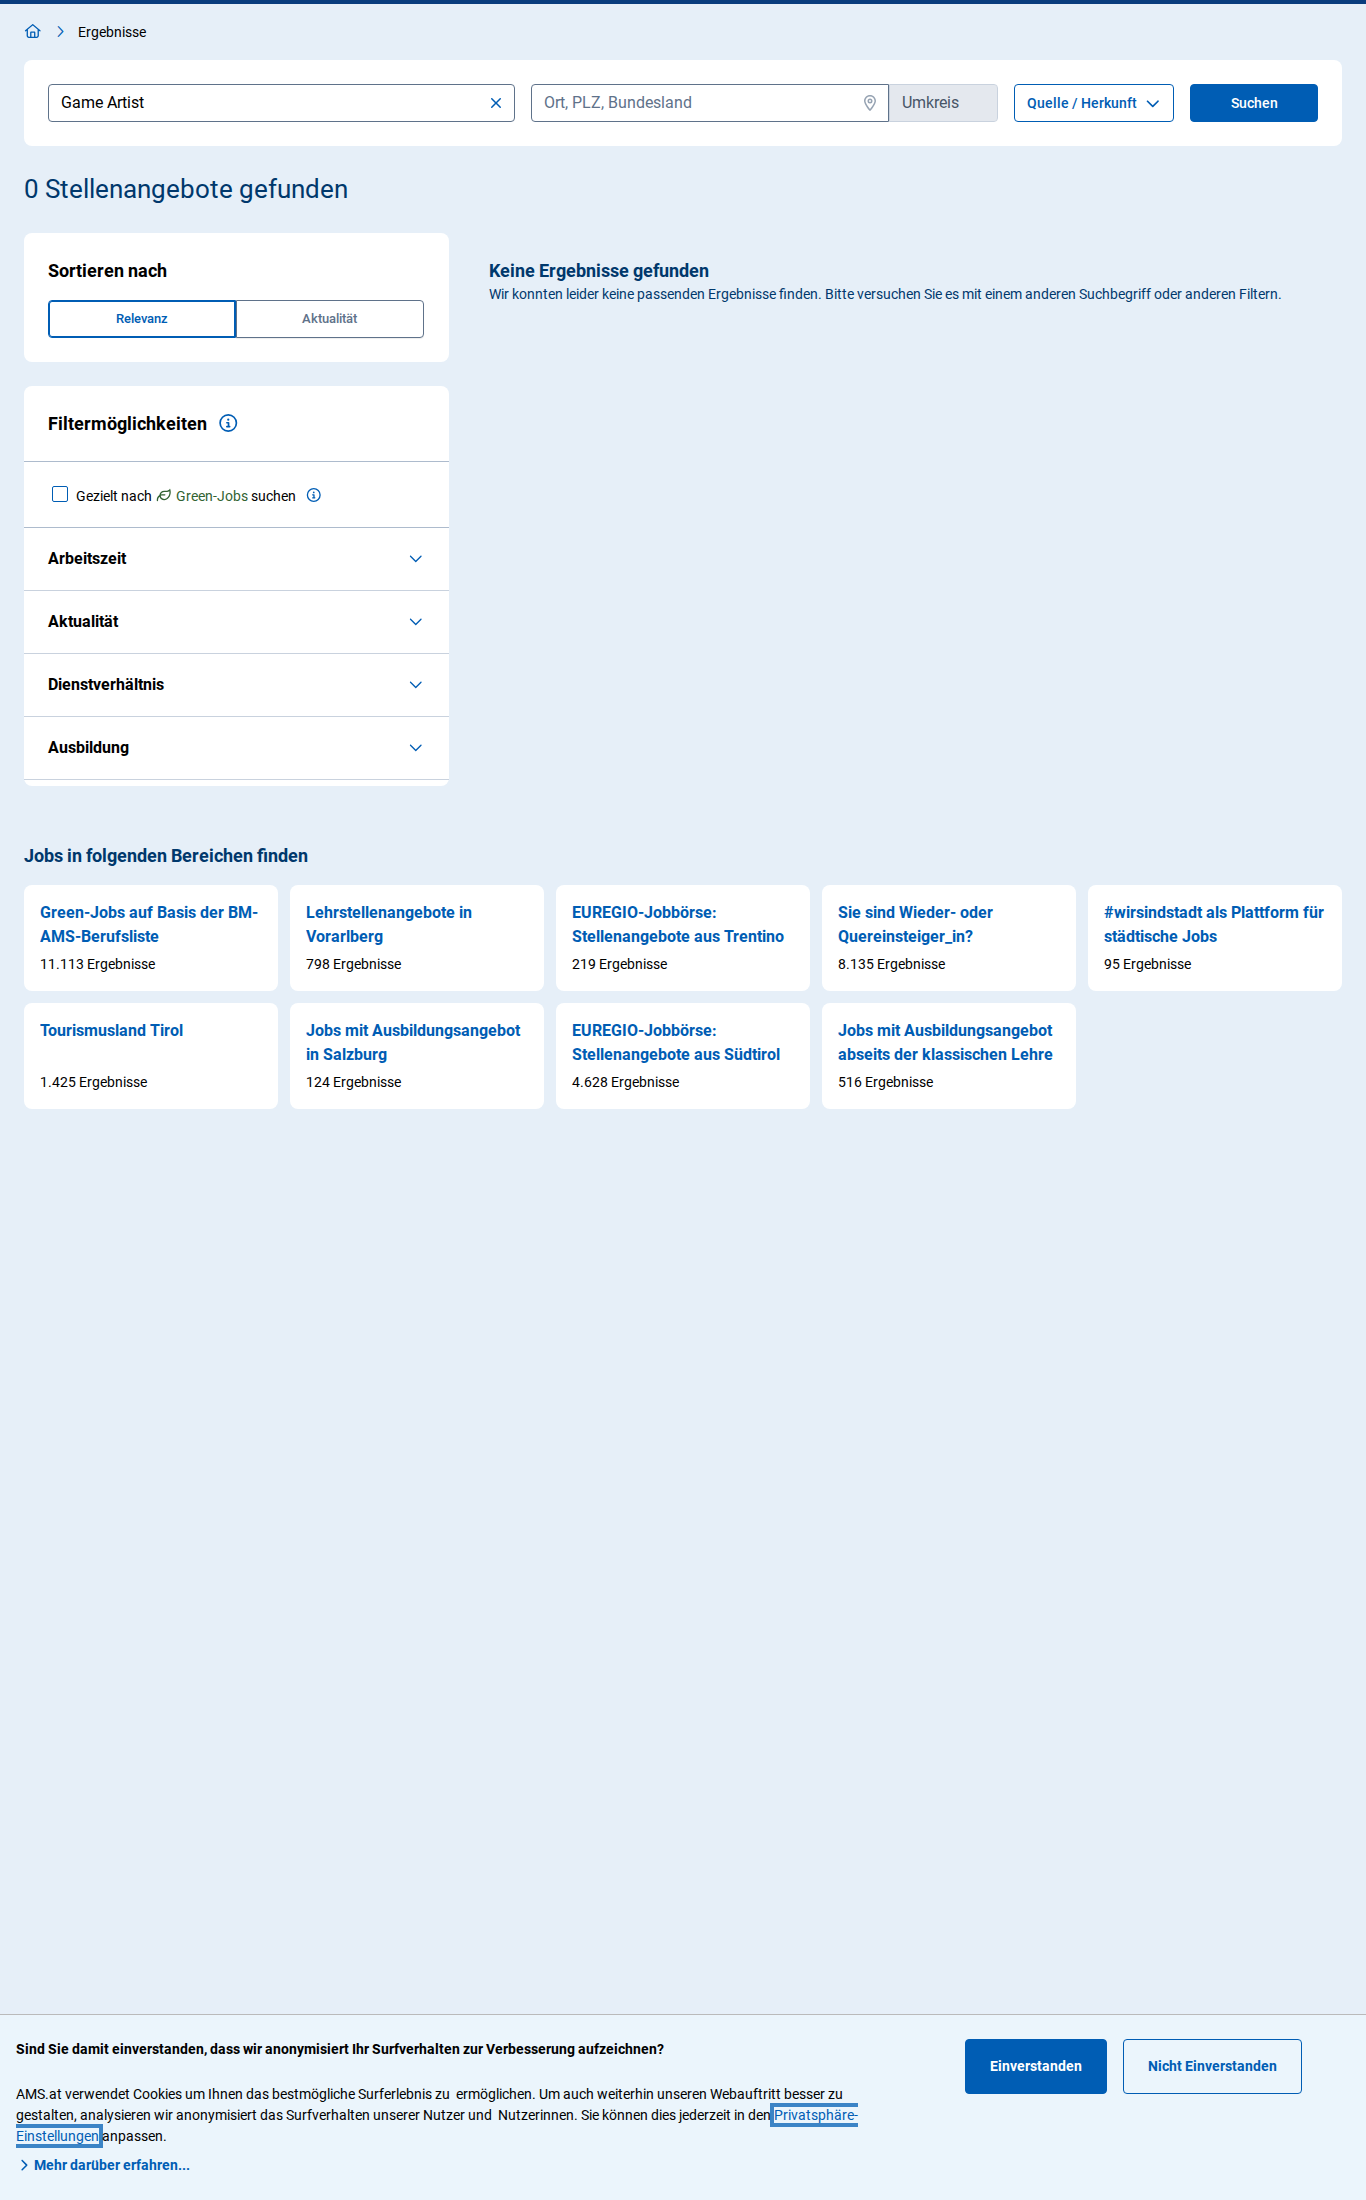 Ergebnisse
Game Artist
Ort, PLZ, Bundesland
Umkreis
Quelle / Herkunft
Suchen
0 Stellenangebote gefunden
Sortieren nach
Relevanz
Aktualität
Keine Ergebnisse gefunden
Wir konnten leider keine passenden Ergebnisse finden. Bitte versuchen Sie es mit einem anderen Suchbegriff oder anderen Filtern.
Filtermöglichkeiten
Gezielt nach Green-Jobs suchen
Arbeitszeit
Aktualität
Dienstverhältnis
Ausbildung
Jobs in folgenden Bereichen finden
Green-Jobs auf Basis der BM-
AMS-Berufsliste
11.113 Ergebnisse
Lehrstellenangebote in
Vorarlberg
798 Ergebnisse
EUREGIO-Jobbörse:
Stellenangebote aus Trentino
219 Ergebnisse
Sie sind Wieder- oder
Quereinsteiger_in?
8.135 Ergebnisse
#wirsindstadt als Plattform für
städtische Jobs
95 Ergebnisse
Tourismusland Tirol
1.425 Ergebnisse
Jobs mit Ausbildungsangebot
in Salzburg
124 Ergebnisse
EUREGIO-Jobbörse:
Stellenangebote aus Südtirol
4.628 Ergebnisse
Jobs mit Ausbildungsangebot
abseits der klassischen Lehre
516 Ergebnisse
Sind Sie damit einverstanden, dass wir anonymisiert Ihr Surfverhalten zur Verbesserung aufzeichnen?
AMS.at verwendet Cookies um Ihnen das bestmögliche Surferlebnis zu ermöglichen. Um auch weiterhin unseren Webauftritt besser zu
gestalten, analysieren wir anonymisiert das Surfverhalten unserer Nutzer und Nutzerinnen. Sie können dies jederzeit in den Privatsphäre-
Einstellungen anpassen.
Mehr darüber erfahren...
Einverstanden
Nicht Einverstanden